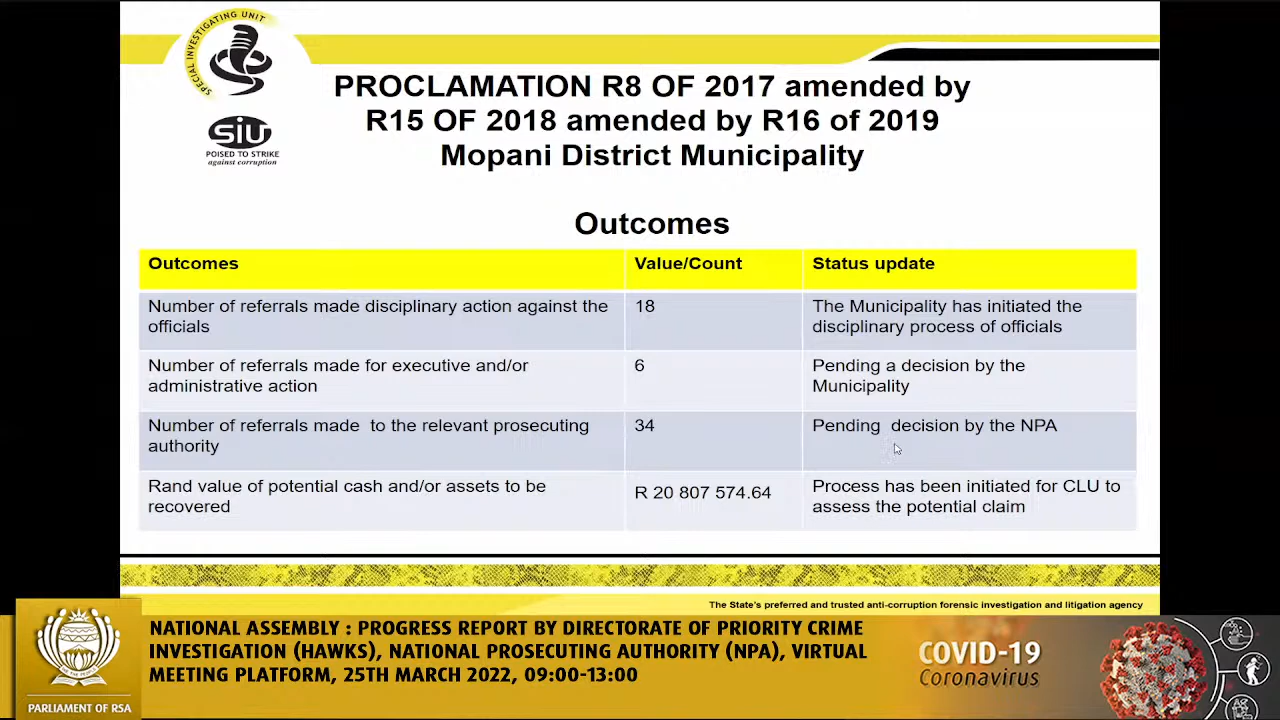 SPECIAL INVESTIGATING UNIT
SIU
POISED TO STRIKE
against corruption
PROCLAMATION R8 OF 2017 amended by
R15 OF 2018 amended by R16 of 2019
Mopani District Municipality
Outcomes
Outcomes Value/Count Status update
Number of referrals made disciplinary action against the
officials
18
The Municipality has initiated the
disciplinary process of officials
Number of referrals made for executive and/or
administrative action
6
Pending a decision by the
Municipality
Number of referrals made  to the relevant prosecuting
authority
34
Pending  decision by the NPA
Rand value of potential cash and/or assets to be
recovered
R 20 807 574.64
Process has been initiated for CLU to
assess the potential claim
The State's preferred and trusted anti-corruption forensic investigation and litigation agency
NATIONAL ASSEMBLY : PROGRESS REPORT BY DIRECTORATE OF PRIORITY CRIME
INVESTIGATION (HAWKS), NATIONAL PROSECUTING AUTHORITY (NPA), VIRTUAL
MEETING PLATFORM, 25TH MARCH 2022, 09:00-13:00
PARLIAMENT OF RSA
COVID-19
Coronavirus